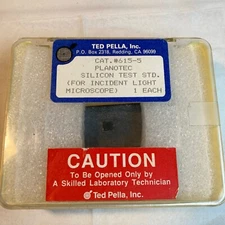 TED PELLA, Inc.
P.O. Box 2318, Redding, CA 96099
CAT.#615-5
PLANOTEC
SILICON TEST STD.
(FOR INCIDENT LIGHT
MICROSCOPE) 1 EACH
CAUTION
To Be Opened Only by
A Skilled Laboratory Technician
Ted Pella, Inc.